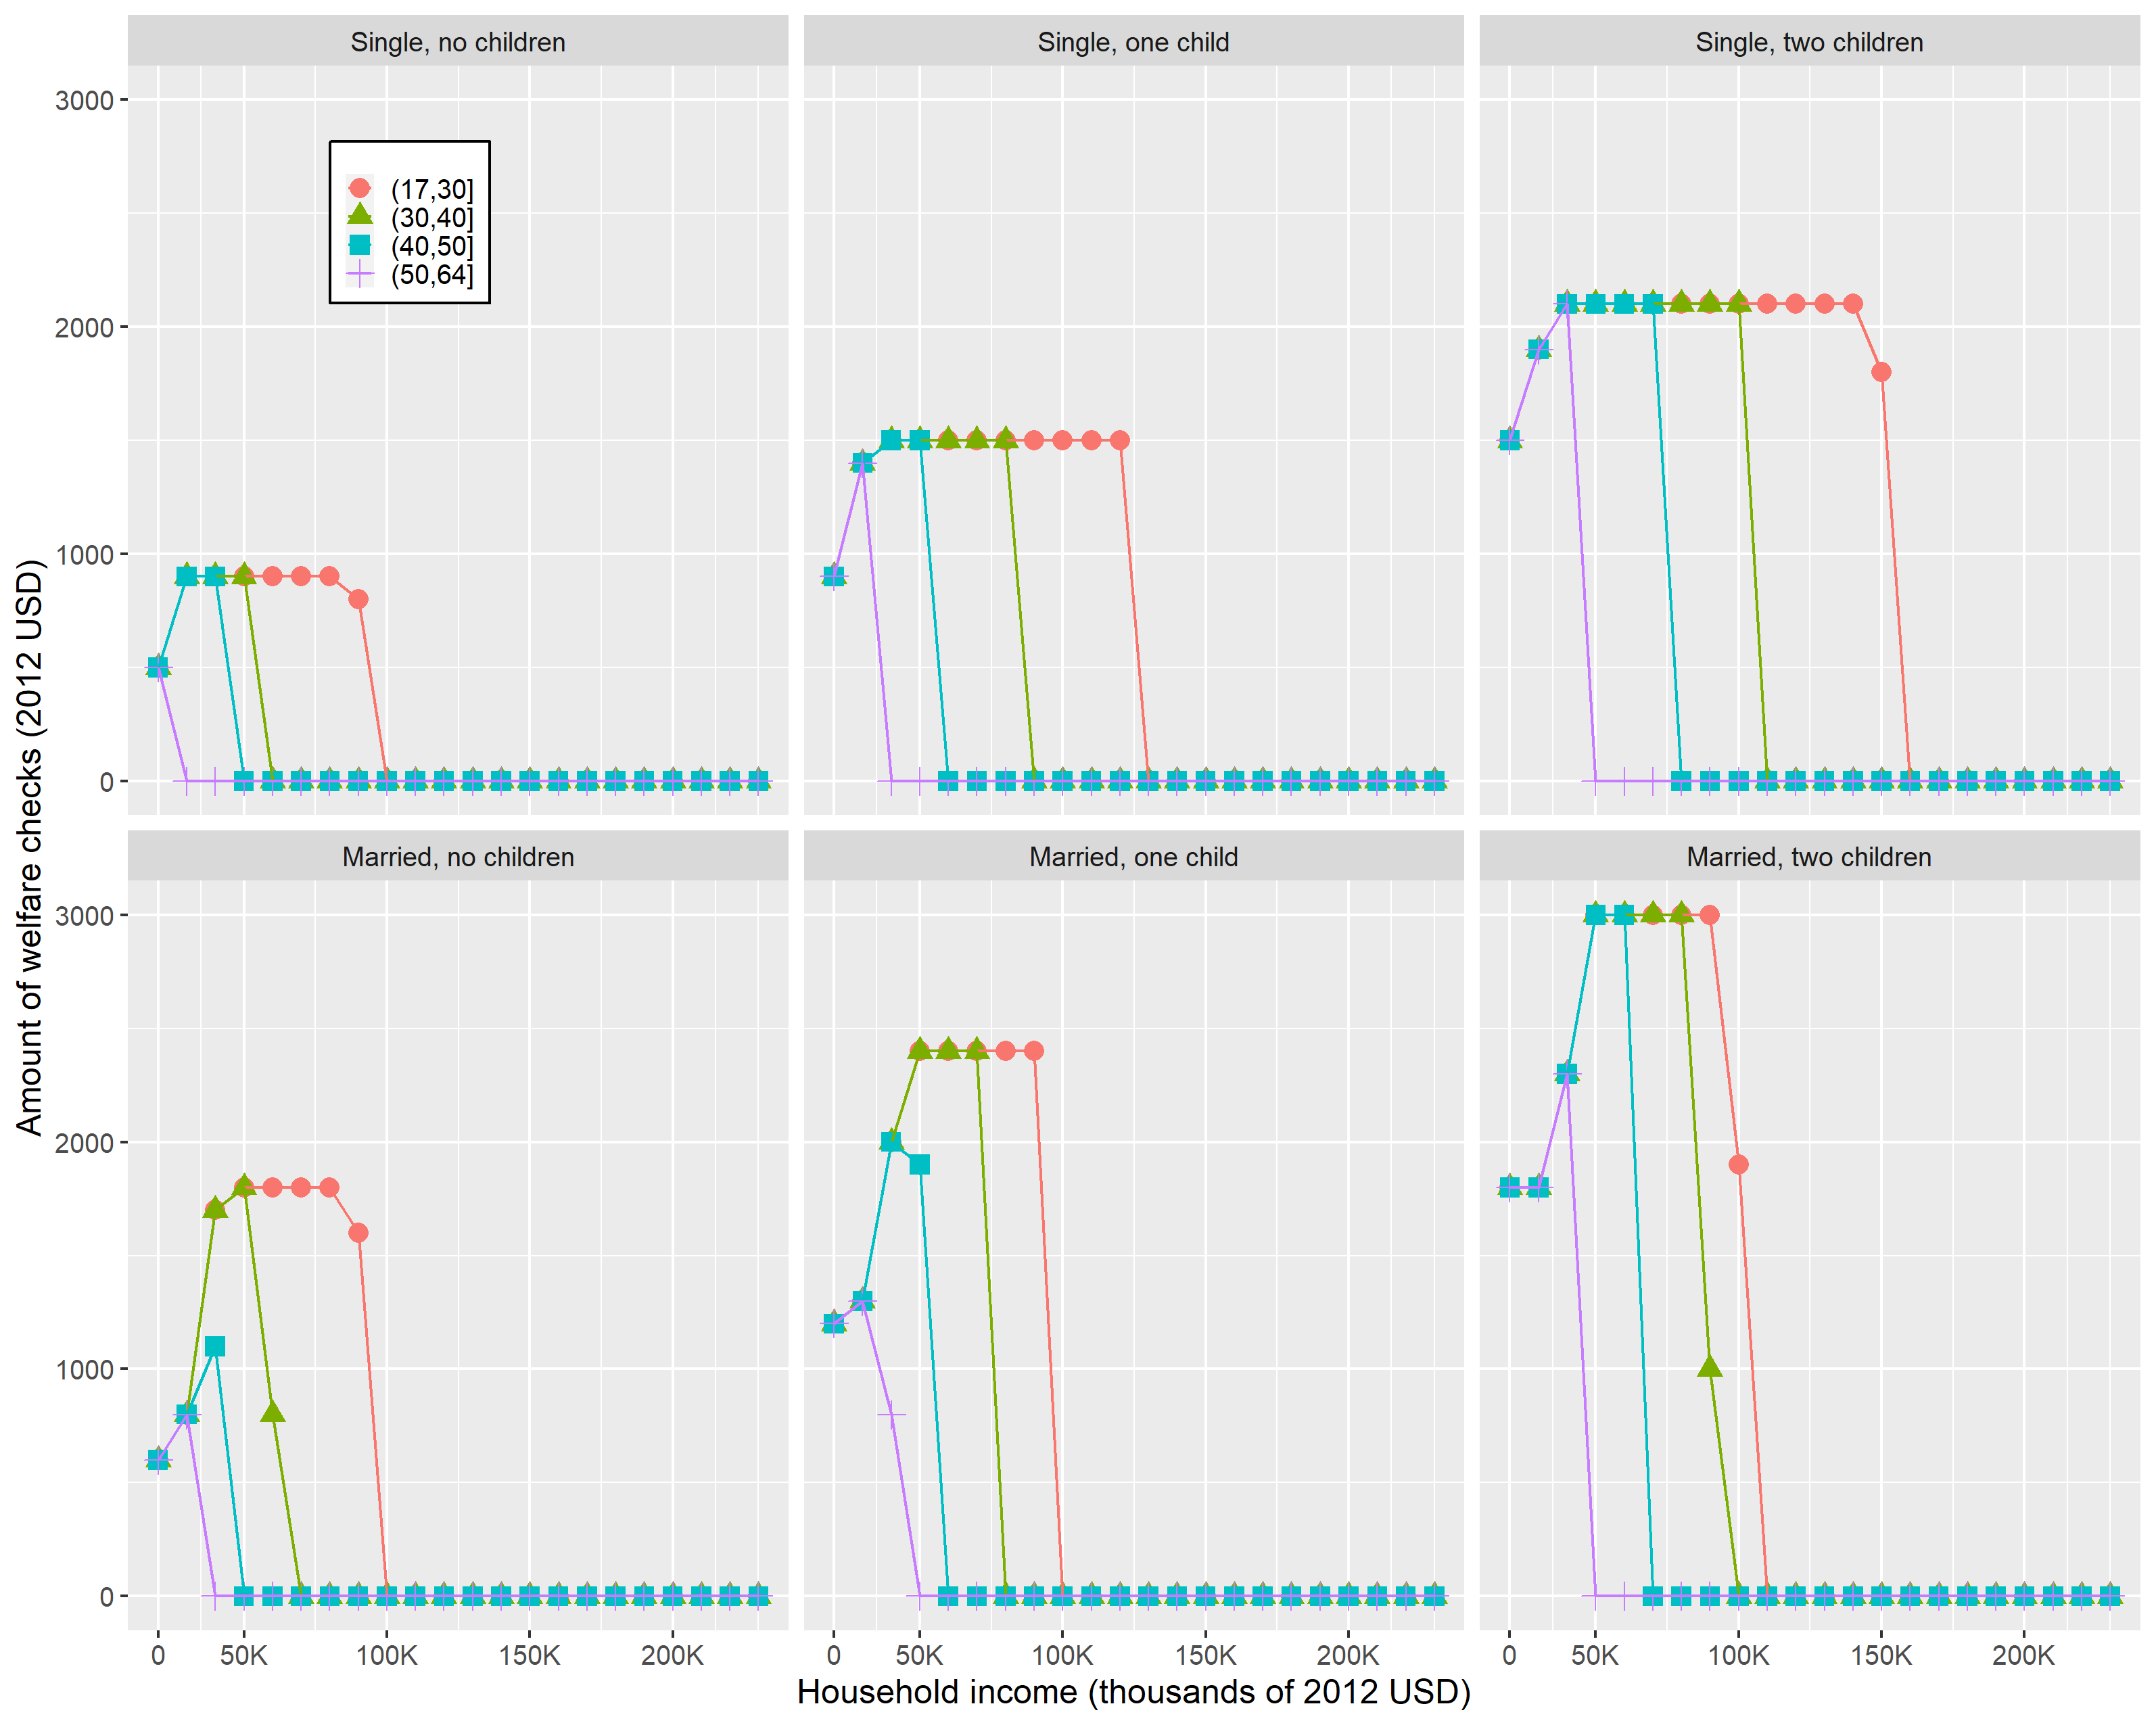 Single, no children
Single, one child
Single, two children
3000
2000
1000
0
(17,30]
(30,40]
(40,50]
(50,64]
Amount of welfare checks (2012 USD)
Married, no children
Married, one child
Married, two children
3000
2000
1000
0
0 50K 100K 150K 200K
0 50K 100K 150K 200K
0 50K 100K 150K 200K
Household income (thousands of 2012 USD)